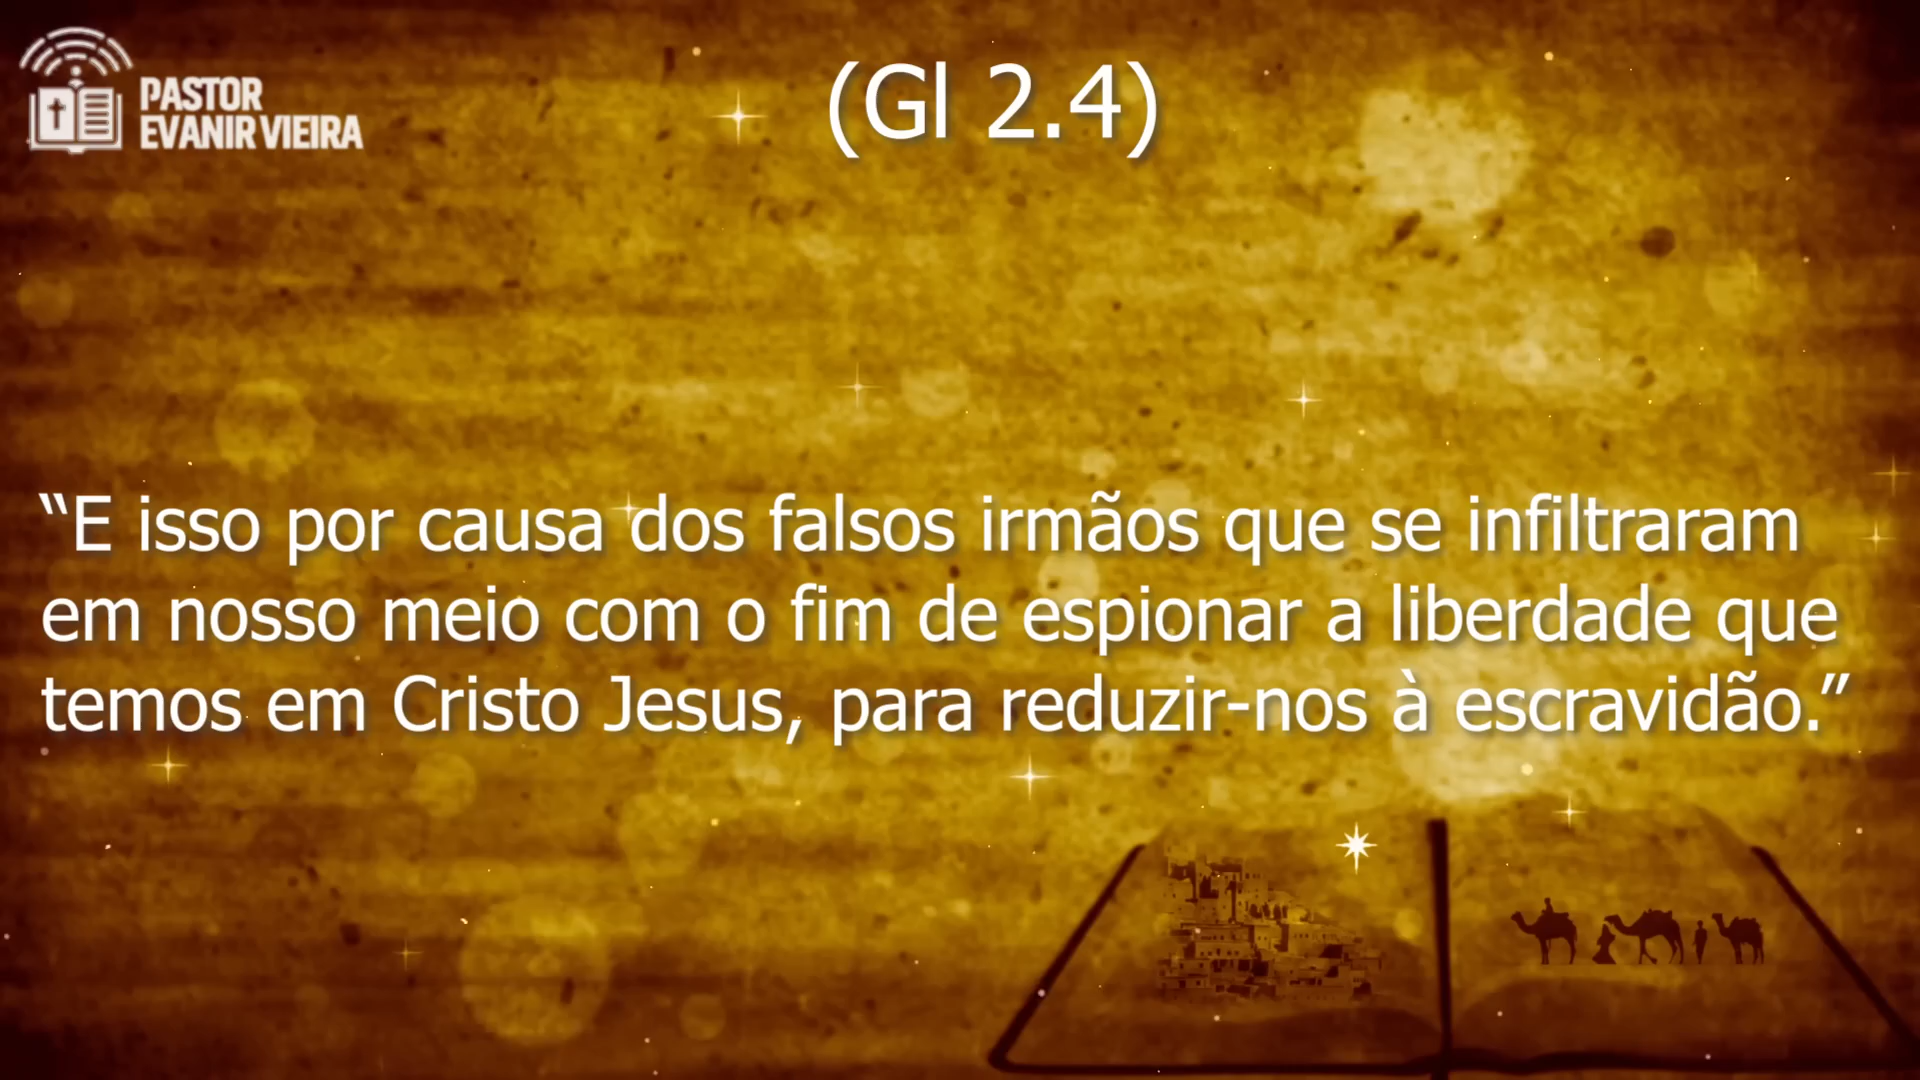 PASTOR
EVANIR VIEIRA
(Gl 2.4)
“E isso por causa dos falsos irmãos que se infiltraram
em nosso meio com o fim de espionar a liberdade que
temos em Cristo Jesus, para reduzir-nos à escravidão.”